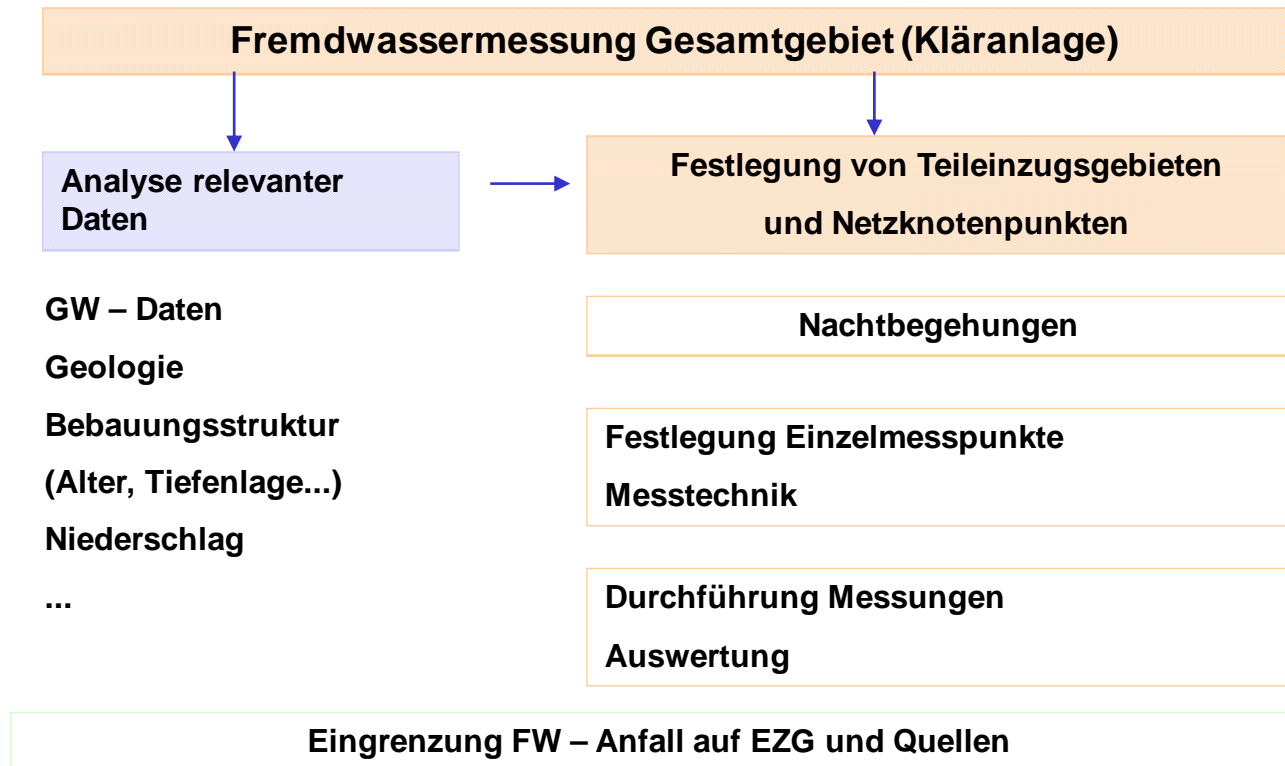 Fremdwassermessung Gesamtgebiet (Kläranlage)
Analyse relevanter
Daten
Festlegung von Teileinzugsgebieten
und Netzknotenpunkten
GW – Daten
Geologie
Bebauungsstruktur
(Alter, Tiefenlage...)
Niederschlag
...
Nachtbegehungen
Festlegung Einzelmesspunkte
Messtechnik
Durchführung Messungen
Auswertung
Eingrenzung FW – Anfall auf EZG und Quellen